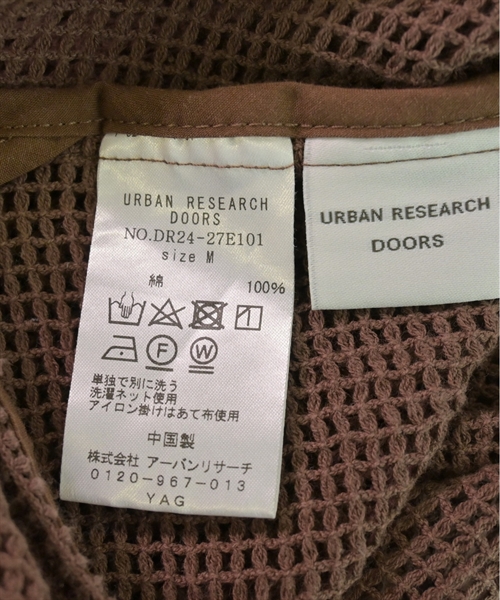 URBAN RESEARCH
DOORS
NO.DR24-27E101
size M
綿 100%
F W
単独で別に洗う
洗濯ネット使用
アイロン掛けはあて布使用
中国製
株式会社 アーバンリサーチ
0120-967-013
YAG
URBAN RESEARCH
DOORS